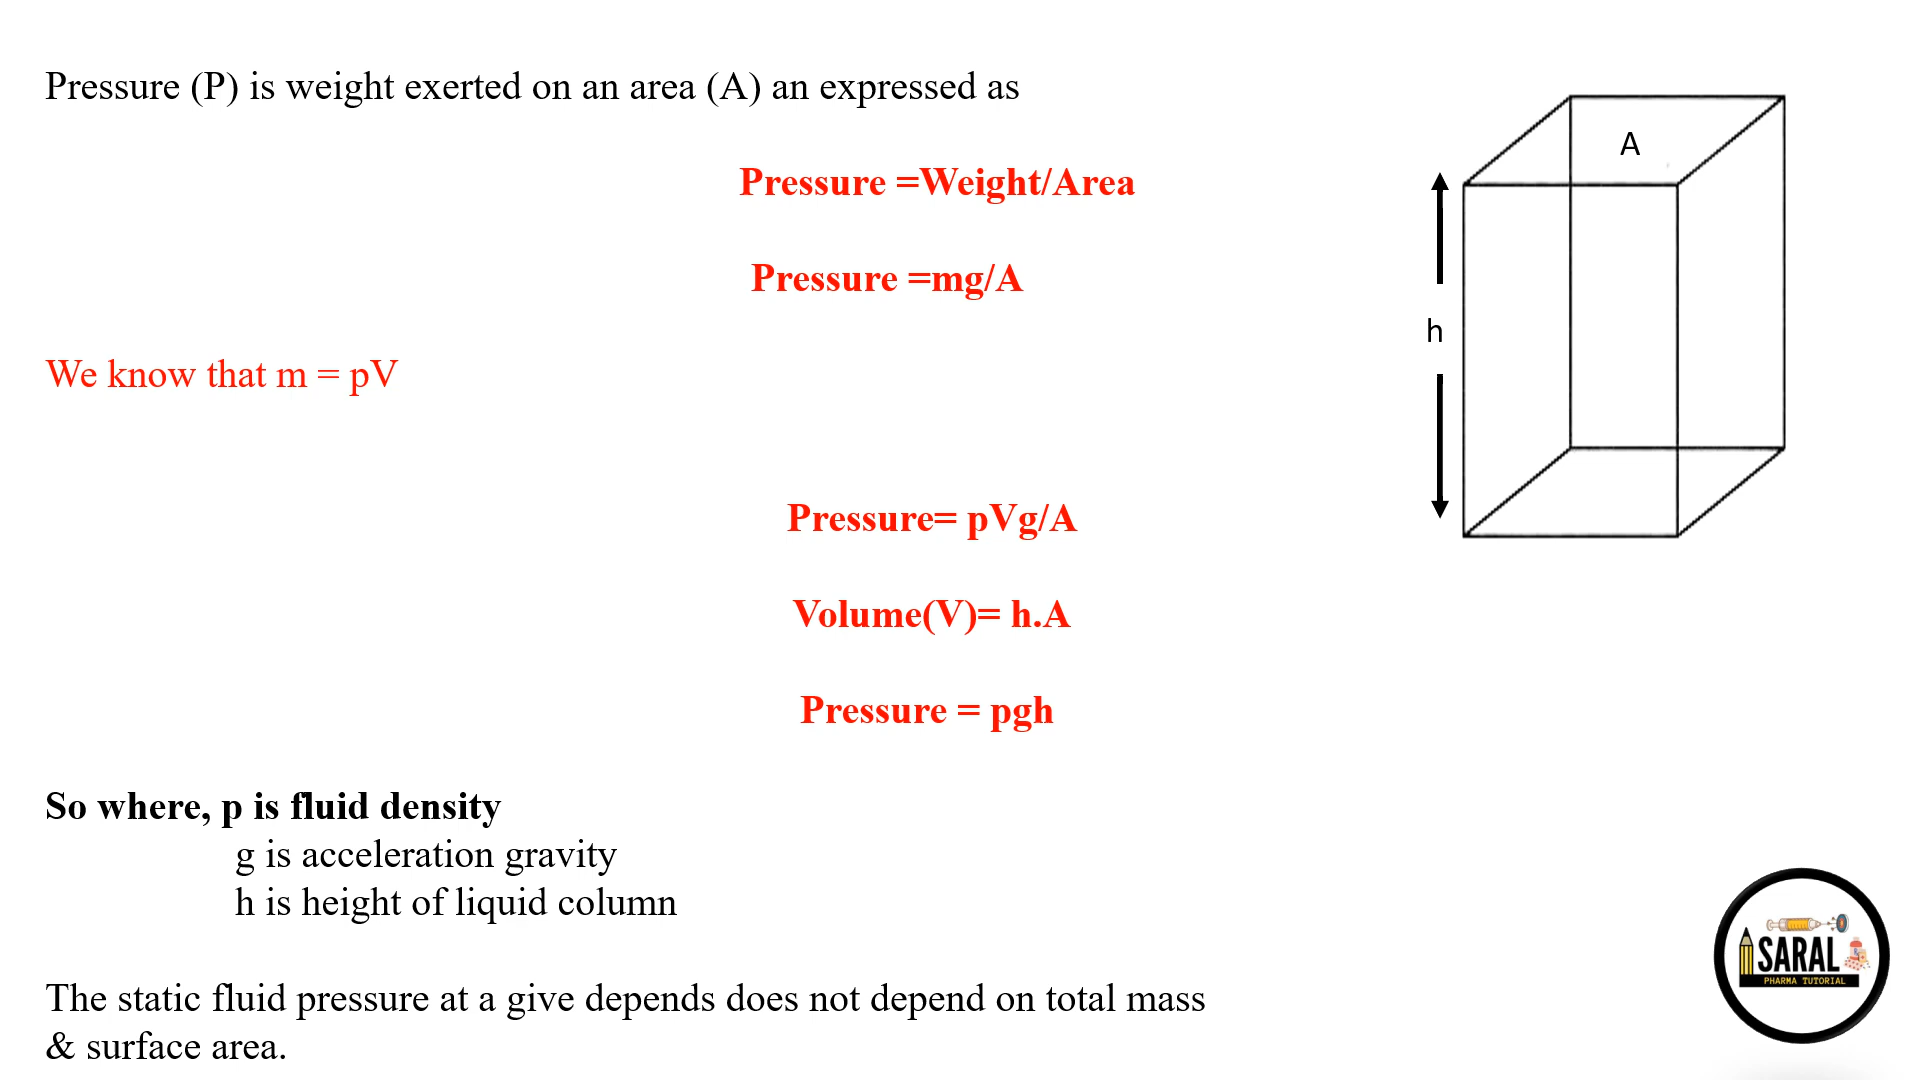 Pressure (P) is weight exerted on an area (A) an expressed as
Pressure =Weight/Area
Pressure =mg/A
We know that m = pV
Pressure= pVg/A
Volume(V)= h.A
Pressure = pgh
So where, p is fluid density
g is acceleration gravity
h is height of liquid column
The static fluid pressure at a give depends does not depend on total mass
& surface area.
A
h
SARAL
PHARMA TUTORIAL